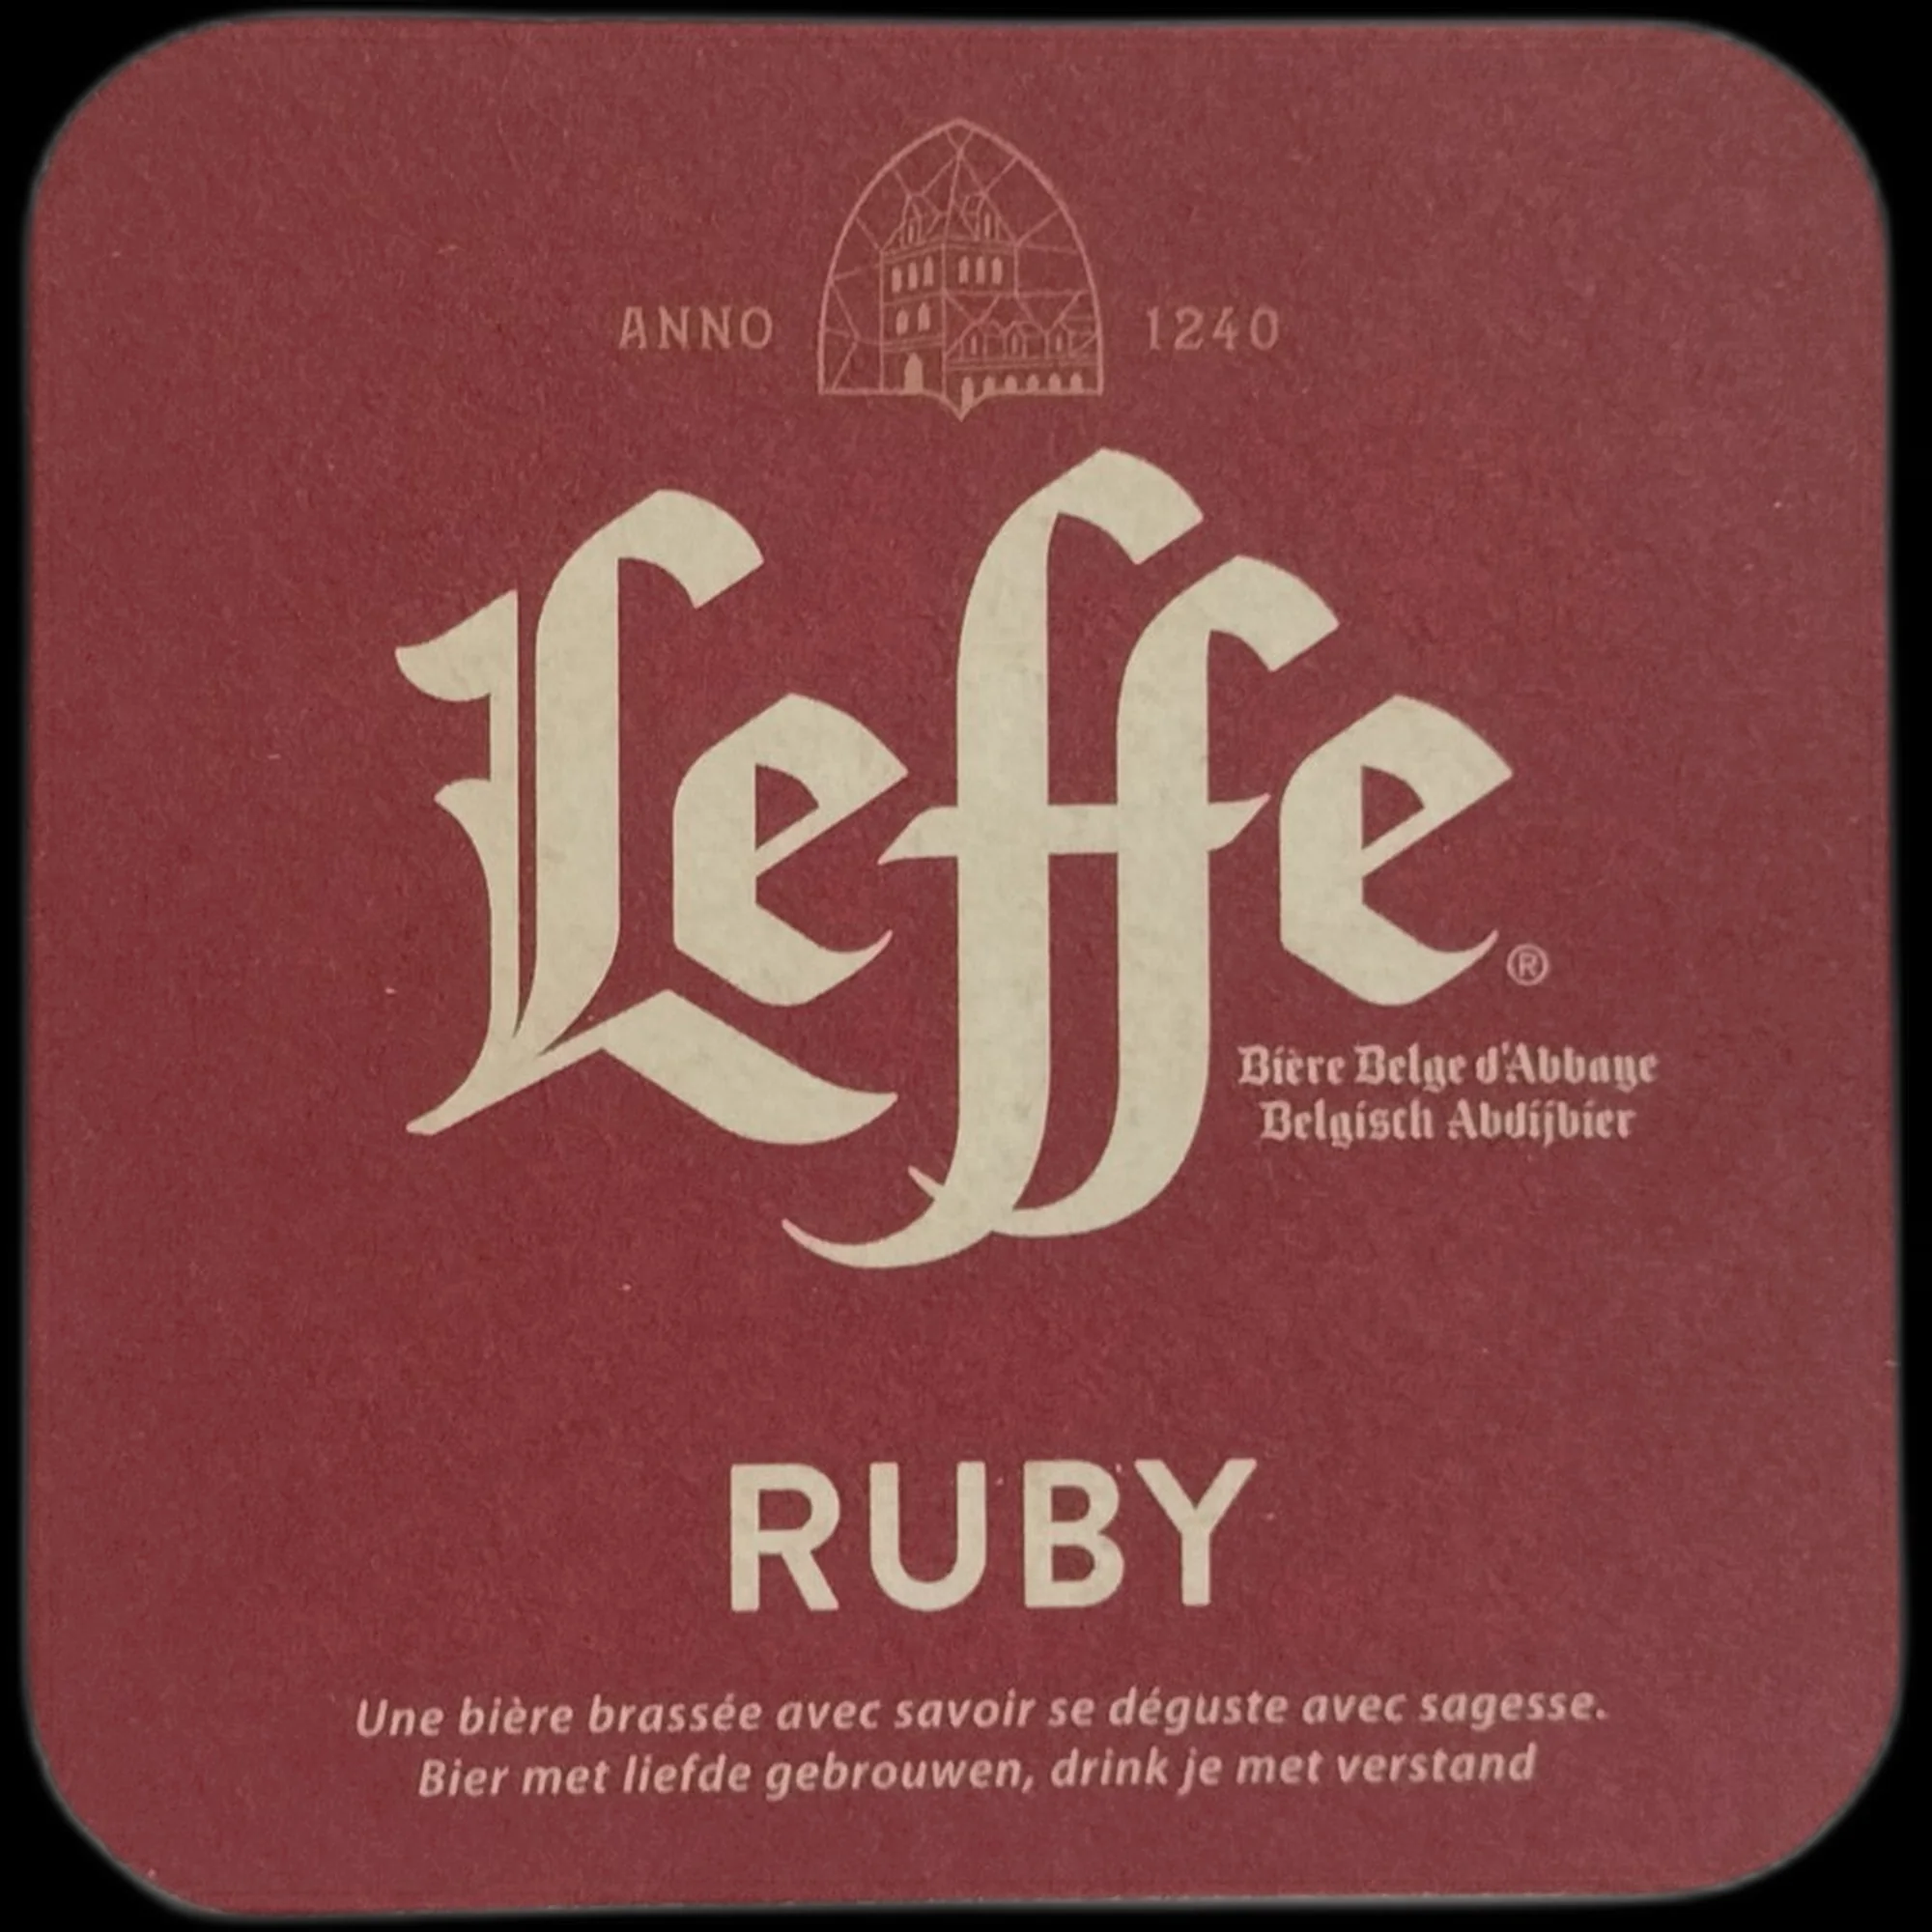 ANNO 1240
Leffe®
Bière Belge d'Abbaye
Belgisch Abdijbier
RUBY
Une bière brassée avec savoir se déguste avec sagesse.
Bier met liefde gebrouwen, drink je met verstand